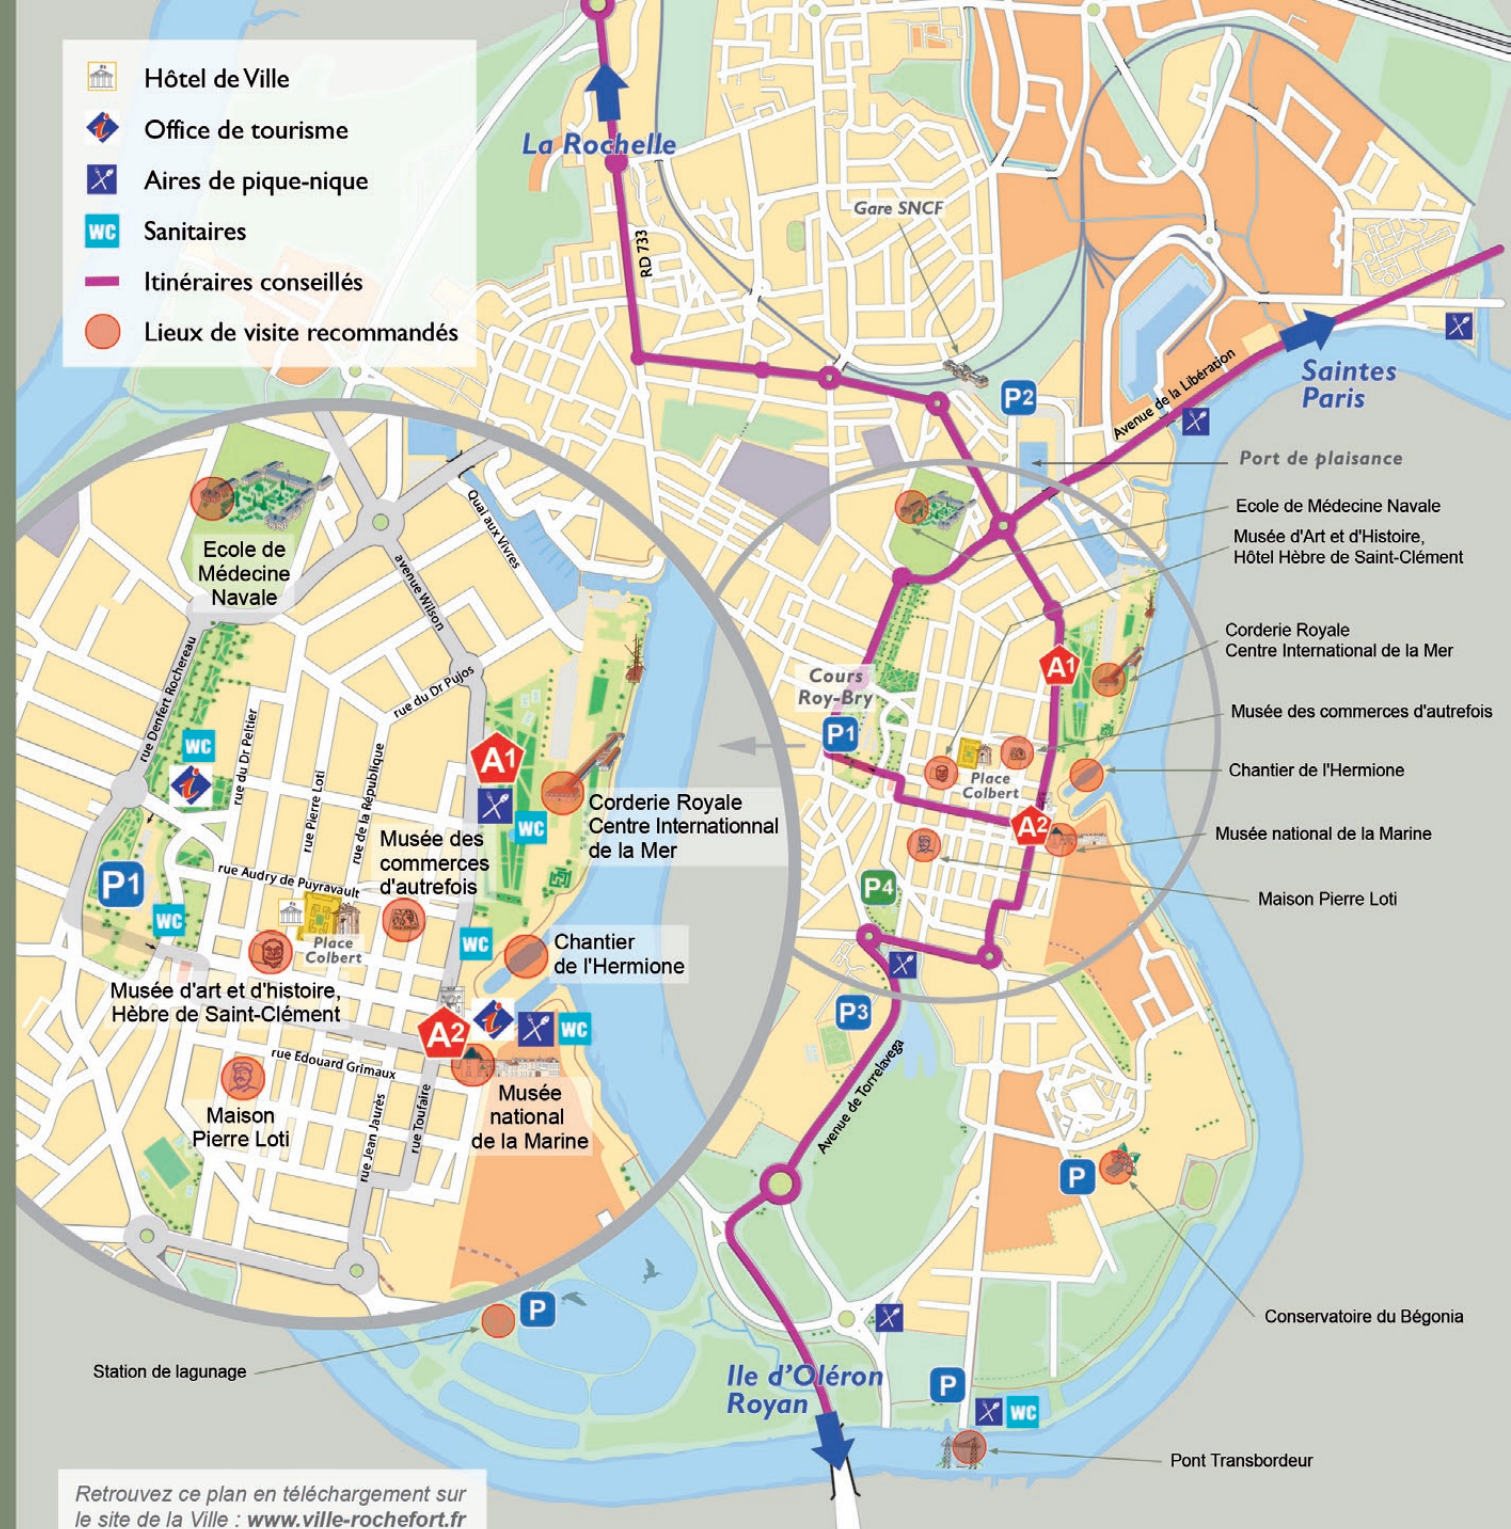 Hôtel de Ville
Office de tourisme
Aires de pique-nique
WC
Sanitaires
Itinéraires conseillés
Lieux de visite recommandés
La Rochelle
RD 733
Gare SNCF
P2
Avenue de la Libération
Saintes
Paris
Port de plaisance
Ecole de Médecine Navale
Musée d'Art et d'Histoire,
Hôtel Hèbre de Saint-Clément
Corderie Royale
Centre International de la Mer
Musée des commerces d'autrefois
Chantier de l'Hermione
Musée national de la Marine
Maison Pierre Loti
A1
Cours
Roy-Bry
P1
Place
Colbert
A2
P4
P3
Avenue de Torrelavega
P
Conservatoire du Bégonia
Ile d'Oléron
Royan
P
WC
Pont Transbordeur
Ecole de
Médecine
Navale
Quai aux Vivres
avenue Wilson
rue Denfert Rochereau
rue du Dr Pujos
rue du Dr Peltier
rue Pierre Loti
rue de la République
WC
A1
WC
Corderie Royale
Centre Internationnal
de la Mer
Musée des
commerces
d'autrefois
P1
rue Audry de Puyravault
WC
Place
Colbert
WC
Chantier
de l'Hermione
Musée d'art et d'histoire,
Hèbre de Saint-Clément
A2
WC
rue Edouard Grimaux
Maison
Pierre Loti
rue Jean Jaurès
rue Toufaire
Musée
national
de la Marine
P
Station de lagunage
Retrouvez ce plan en téléchargement sur
le site de la Ville : www.ville-rochefort.fr